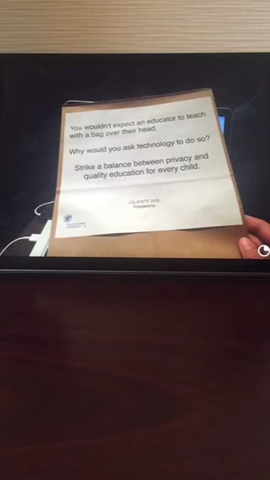 You wouldn't expect an educator to teach
with a bag over their head.
Why would you ask technology to do so?
Strike a balance between privacy and
quality education for every child.
Philadelphia